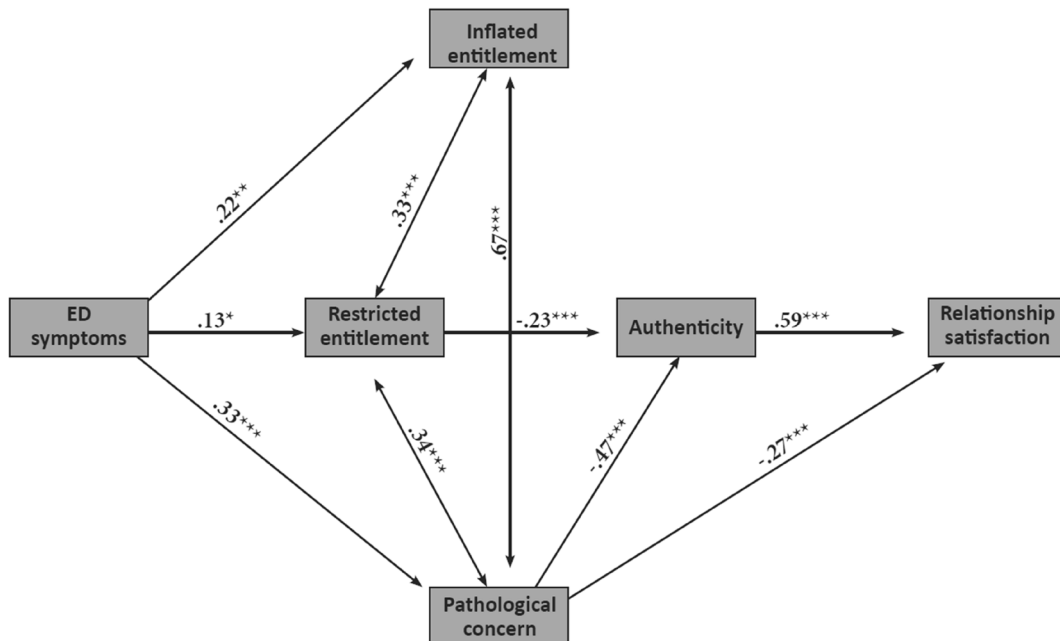 Inflated
entitlement
.22**
.33***
.67***
ED
symptoms
.13*
Restricted
entitlement
-.23***
Authenticity
.59***
Relationship
satisfaction
.33***
.34***
-.47***
-.27***
Pathological
concern